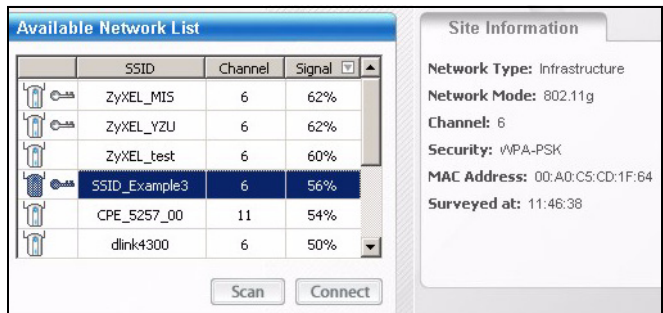 Available Network List
SSID Channel Signal
ZyXEL_MIS 6 62%
ZyXEL_YZU 6 62%
ZyXEL_test 6 60%
SSID_Example3 6 56%
CPE_5257_00 11 54%
dlink4300 6 50%
Scan Connect
Site Information
Network Type: Infrastructure
Network Mode: 802.11g
Channel: 6
Security: WPA-PSK
MAC Address: 00:A0:C5:CD:1F:64
Surveyed at: 11:46:38